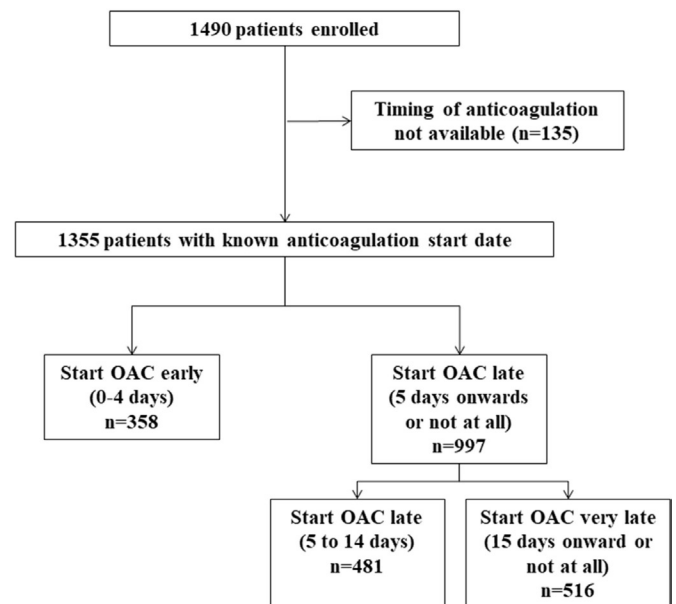 1490 patients enrolled
Timing of anticoagulation
not available (n=135)
1355 patients with known anticoagulation start date
Start OAC early
(0-4 days)
n=358
Start OAC late
(5 days onwards
or not at all)
n=997
Start OAC late
(5 to 14 days)
n=481
Start OAC very late
(15 days onward or
not at all)
n=516